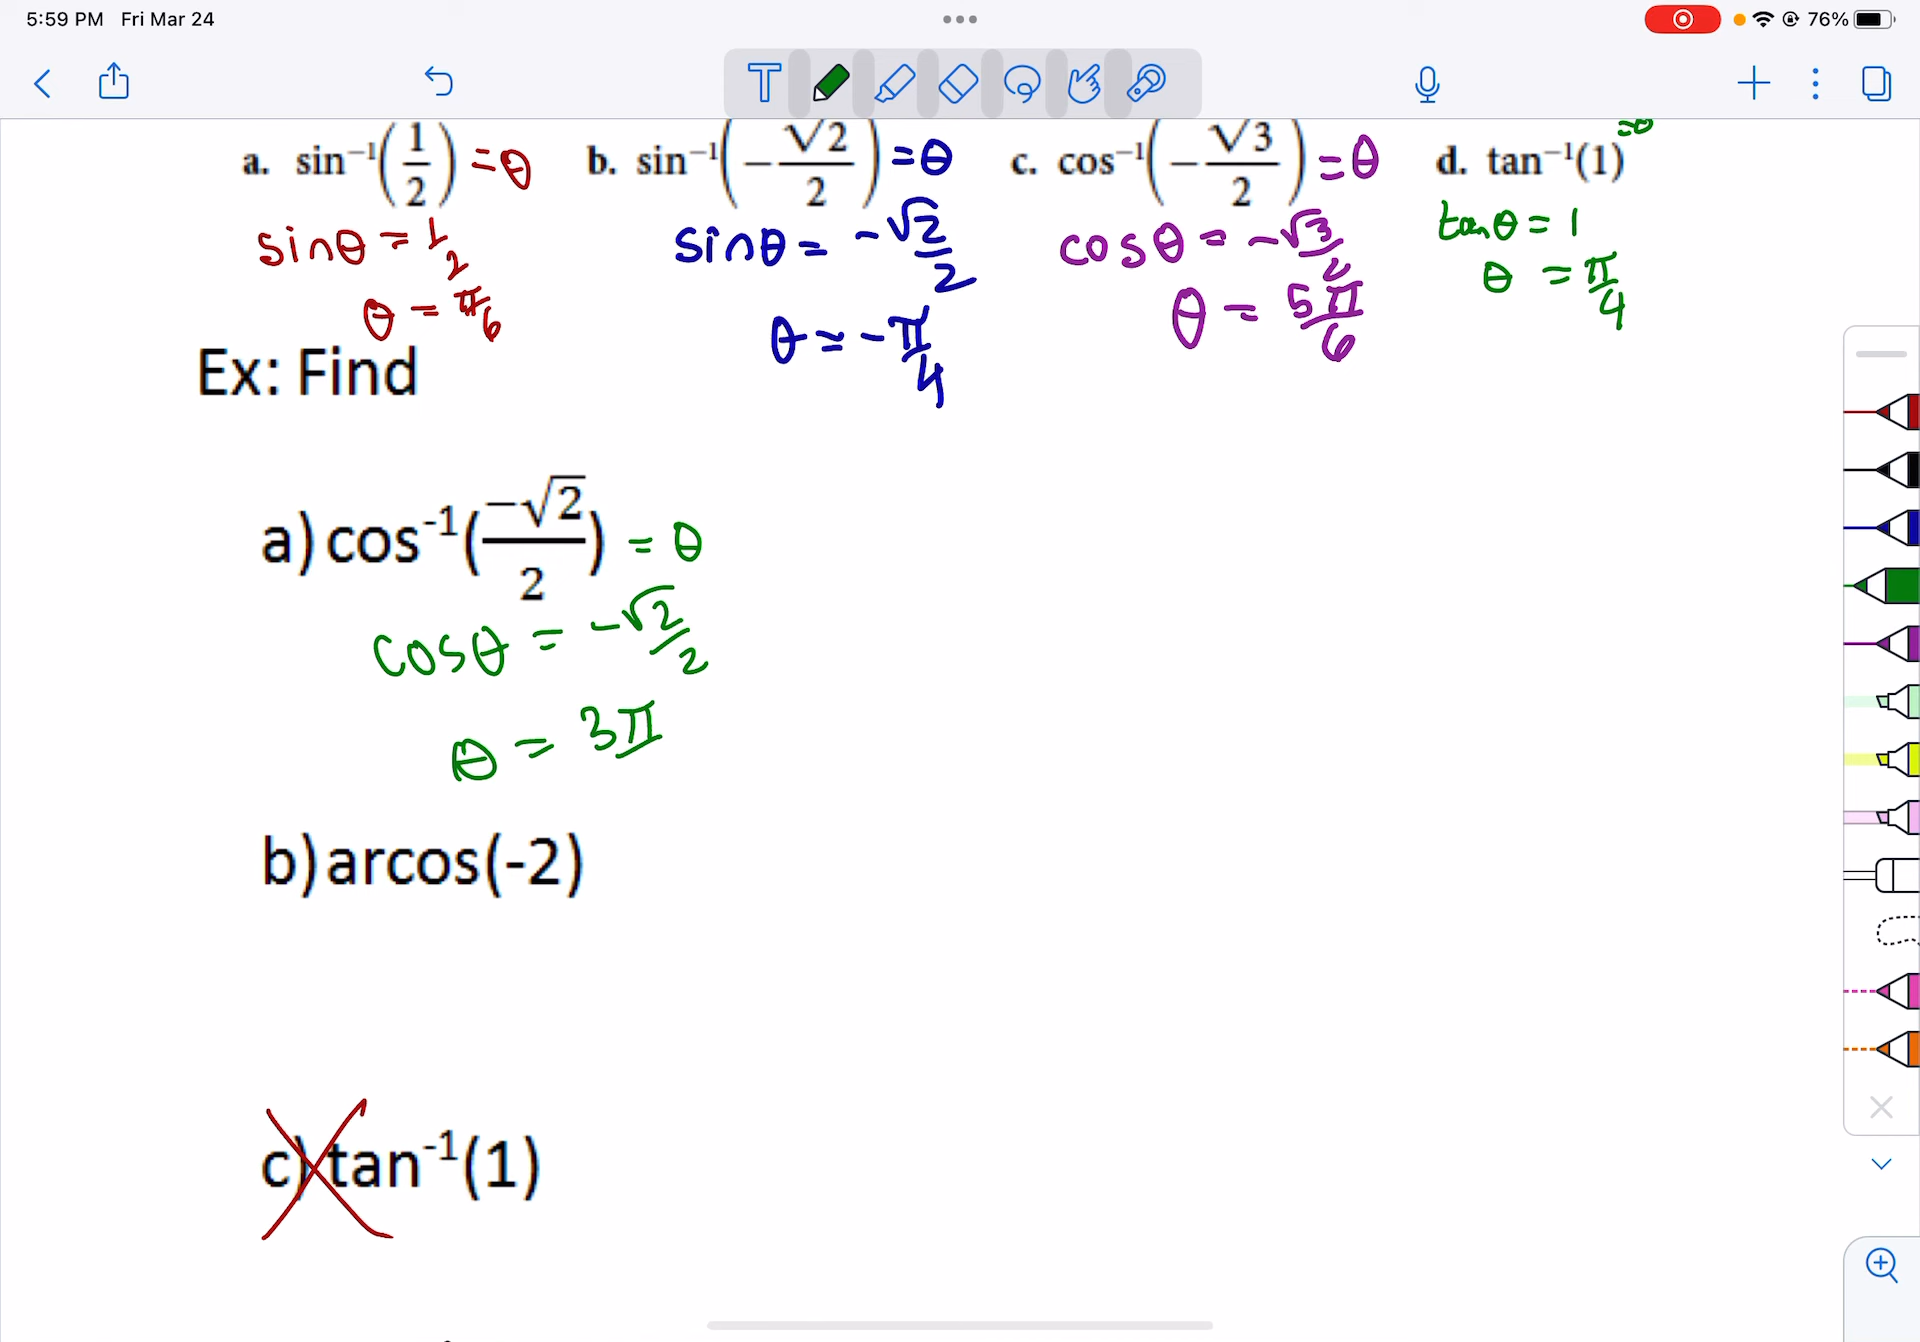 5:59 PM Fri Mar 24 76%
T
a. sin⁻¹(1/2) =θ b. sin⁻¹(-√2/2) =θ c. cos⁻¹(-√3/2) =θ d. tan⁻¹(1) =θ
sinθ = 1/2 sinθ = -√2/2 cosθ = -√3/2 tanθ = 1
θ = π/6 θ = -π/4 θ = 5π/6 θ = π/4
Ex: Find
a) cos⁻¹(-√2/2) = θ
cosθ = -√2/2
θ = 3π
b) arcos(-2)
c) tan⁻¹(1)